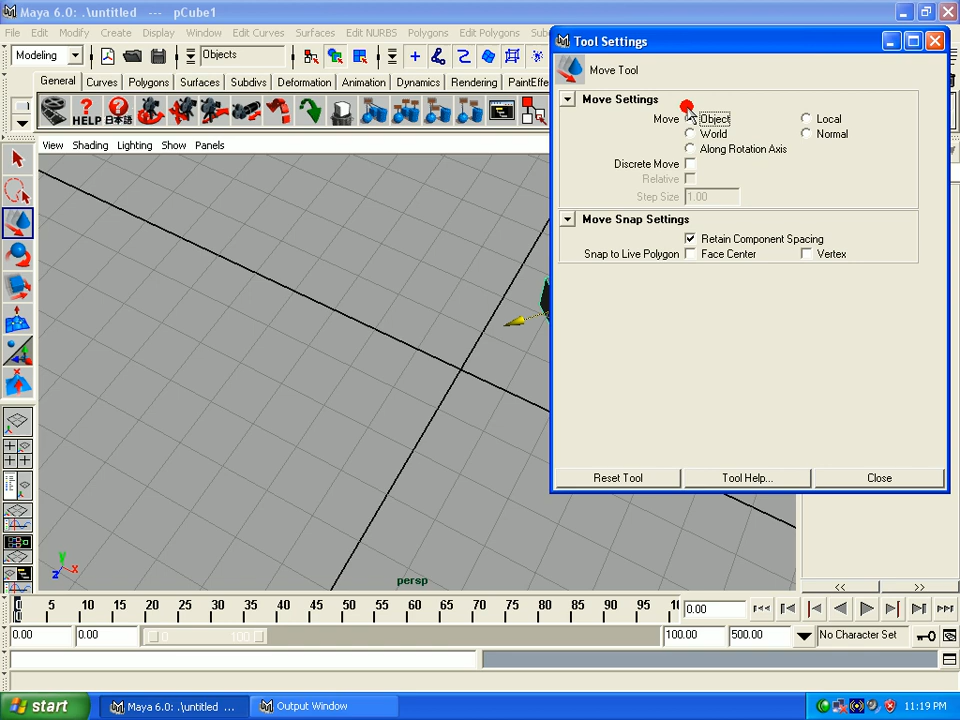 Maya 6.0: .\untitled --- pCube1
File Edit Modify Create Display Window Edit Curves Surfaces Edit NURBS Polygons Edit Polygons Sub
Modeling
Objects
General Curves Polygons Surfaces Subdivs Deformation Animation Dynamics Rendering PaintEffe
HELP 日本語
View Shading Lighting Show Panels
Tool Settings
Move Tool
Move Settings
Move Object Local
World Normal
Along Rotation Axis
Discrete Move
Relative
Step Size 1.00
Move Snap Settings
Retain Component Spacing
Snap to Live Polygon Face Center Vertex
Reset Tool Tool Help... Close
y
z x
persp
<< >>
5 10 15 20 25 30 35 40 45 50 55 60 65 70 75 80 85 90 95 10
0.00
0.00 0.00 0 100 100.00 500.00 No Character Set
start Maya 6.0: .\untitled ... Output Window 11:19 PM